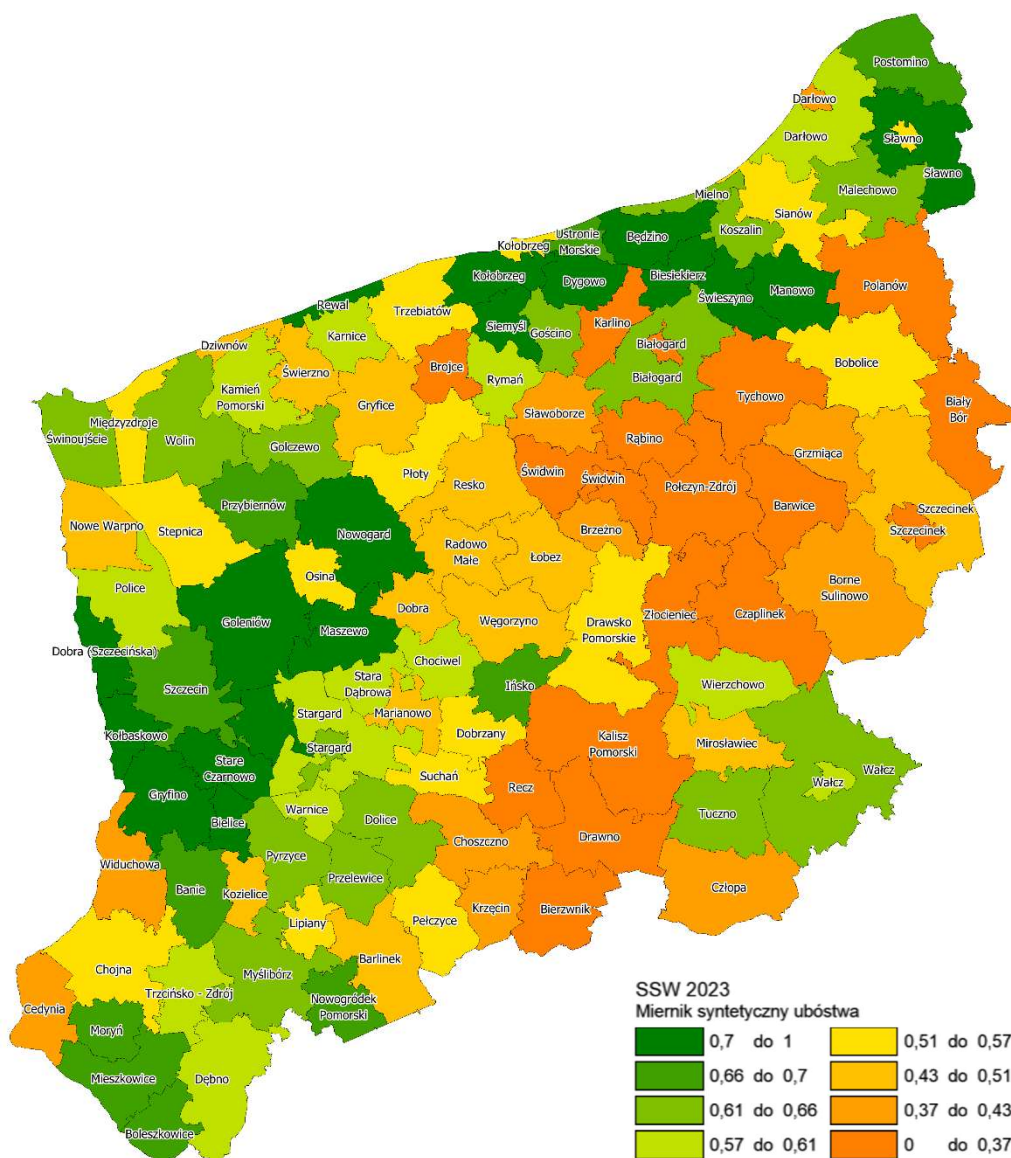 Postomino
Darłowo
Darłowo
Sławno
Sławno
Malechowo
Mielno
Sianów
Koszalin
Ustronie
Morskie
Będzino
Kołobrzeg
Kołobrzeg
Dygowo
Biesiekierz
Świeszyno
Manowo
Polanów
Rewal
Trzebiatów
Siemyśl
Gościno
Karlino
Karnice
Białogard
Białogard
Bobolice
Dziwnów
Świerzno
Brojce
Rymań
Tychowo
Biały
Bór
Kamień
Pomorski
Gryfice
Sławoborze
Międzyzdroje
Świnoujście
Wolin
Golczewo
Rąbino
Grzmiąca
Płoty
Resko
Świdwin
Świdwin
Połczyn-Zdrój
Barwice
Przybiernów
Szczecinek
Szczecinek
Nowe Warpno
Stepnica
Nowogard
Brzeżno
Radowo
Małe
Łobez
Osina
Police
Borne
Sulinowo
Dobra
Goleniów
Maszewo
Węgorzyno
Drawsko
Pomorskie
Złocieniec
Czaplinek
Dobra (Szczecińska)
Chociwel
Szczecin
Stara
Dąbrowa
Ińsko
Wierzchowo
Stargard
Marianowo
Kołbaskowo
Dobrzany
Kalisz
Pomorski
Mirosławiec
Stargard
Stare
Czarnowo
Suchań
Wałcz
Wałcz
Gryfino
Recz
Warnice
Tuczno
Bielice
Dolice
Choszczno
Drawno
Widuchowa
Pyrzyce
Banie
Kozielice
Przelewice
Człopa
Krzęcin
Bierzwnik
Lipiany
Pełczyce
Chojna
Barlinek
Myślibórz
Trzcińsko - Zdrój
Cedynia
Nowogródek
Pomorski
Moryń
Mieszkowice
Dębno
Boleszkowice
SSW 2023
Miernik syntetyczny ubóstwa
0,7 do 1
0,51 do 0,57
0,66 do 0,7
0,43 do 0,51
0,61 do 0,66
0,37 do 0,43
0,57 do 0,61
0 do 0,37